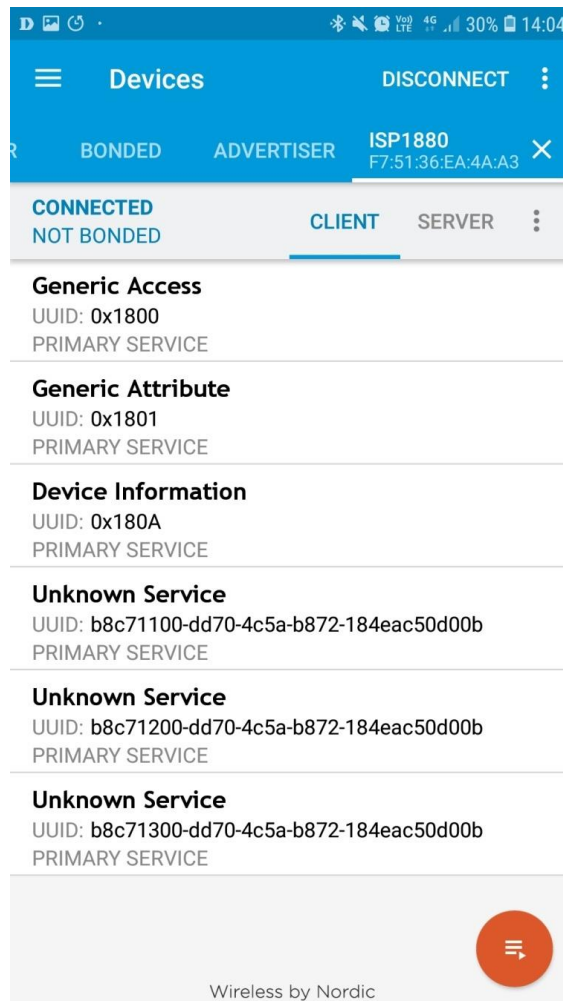 D 30% 14:04
Vo) LTE 4G
Devices DISCONNECT
R BONDED ADVERTISER ISP1880
F7:51:36:EA:4A:A3
CONNECTED
NOT BONDED
CLIENT SERVER
Generic Access
UUID: 0x1800
PRIMARY SERVICE
Generic Attribute
UUID: 0x1801
PRIMARY SERVICE
Device Information
UUID: 0x180A
PRIMARY SERVICE
Unknown Service
UUID: b8c71100-dd70-4c5a-b872-184eac50d00b
PRIMARY SERVICE
Unknown Service
UUID: b8c71200-dd70-4c5a-b872-184eac50d00b
PRIMARY SERVICE
Unknown Service
UUID: b8c71300-dd70-4c5a-b872-184eac50d00b
PRIMARY SERVICE
Wireless by Nordic